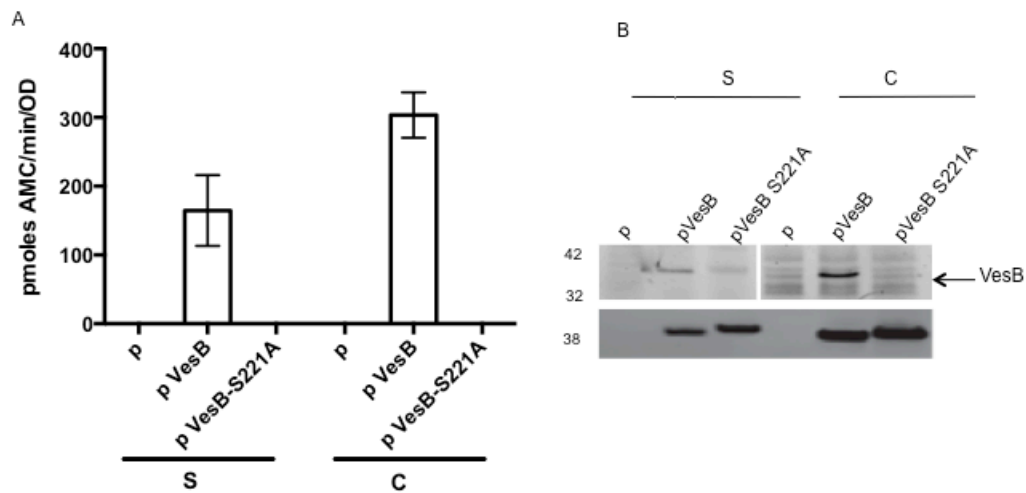 A
400
300
200
100
0
pmoles AMC/min/OD
p
p VesB
p VesB-S221A
p
p VesB
p VesB-S221A
S
C
B
S
C
p
pVesB
pVesB S221A
p
pVesB
pVesB S221A
42
32
38
VesB